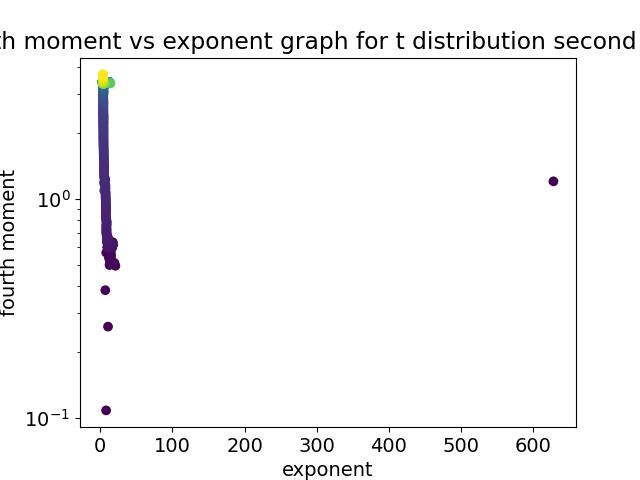 th moment vs exponent graph for t distribution second
fourth moment
10⁰
10⁻¹
0 100 200 300 400 500 600
exponent